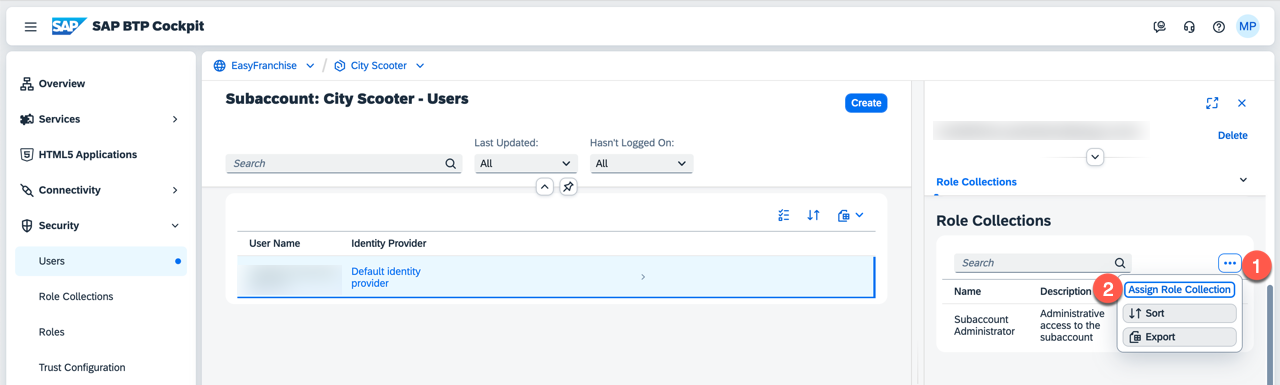 SAP SAP BTP Cockpit
MP
Overview
Services
HTML5 Applications
Connectivity
Security
Users
Role Collections
Roles
Trust Configuration
EasyFranchise / City Scooter
Subaccount: City Scooter - Users
Create
Last Updated:
Hasn't Logged On:
Search
All
All
User Name
Identity Provider
Default identity
provider
Delete
Role Collections
Role Collections
Search
1
2
Assign Role Collection
Sort
Export
Name
Description
Subaccount
Administrator
Administrative
access to the
subaccount